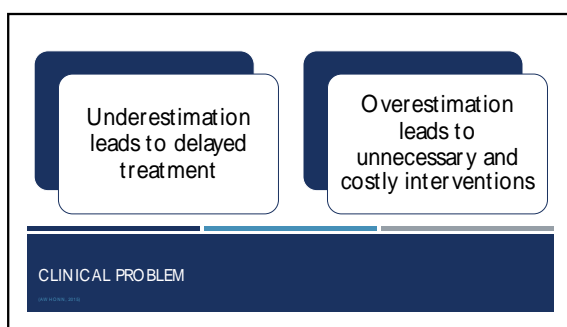 Underestimation
leads to delayed
treatment
Overestimation
leads to
unnecessary and
costly interventions
CLINICAL PROBLEM